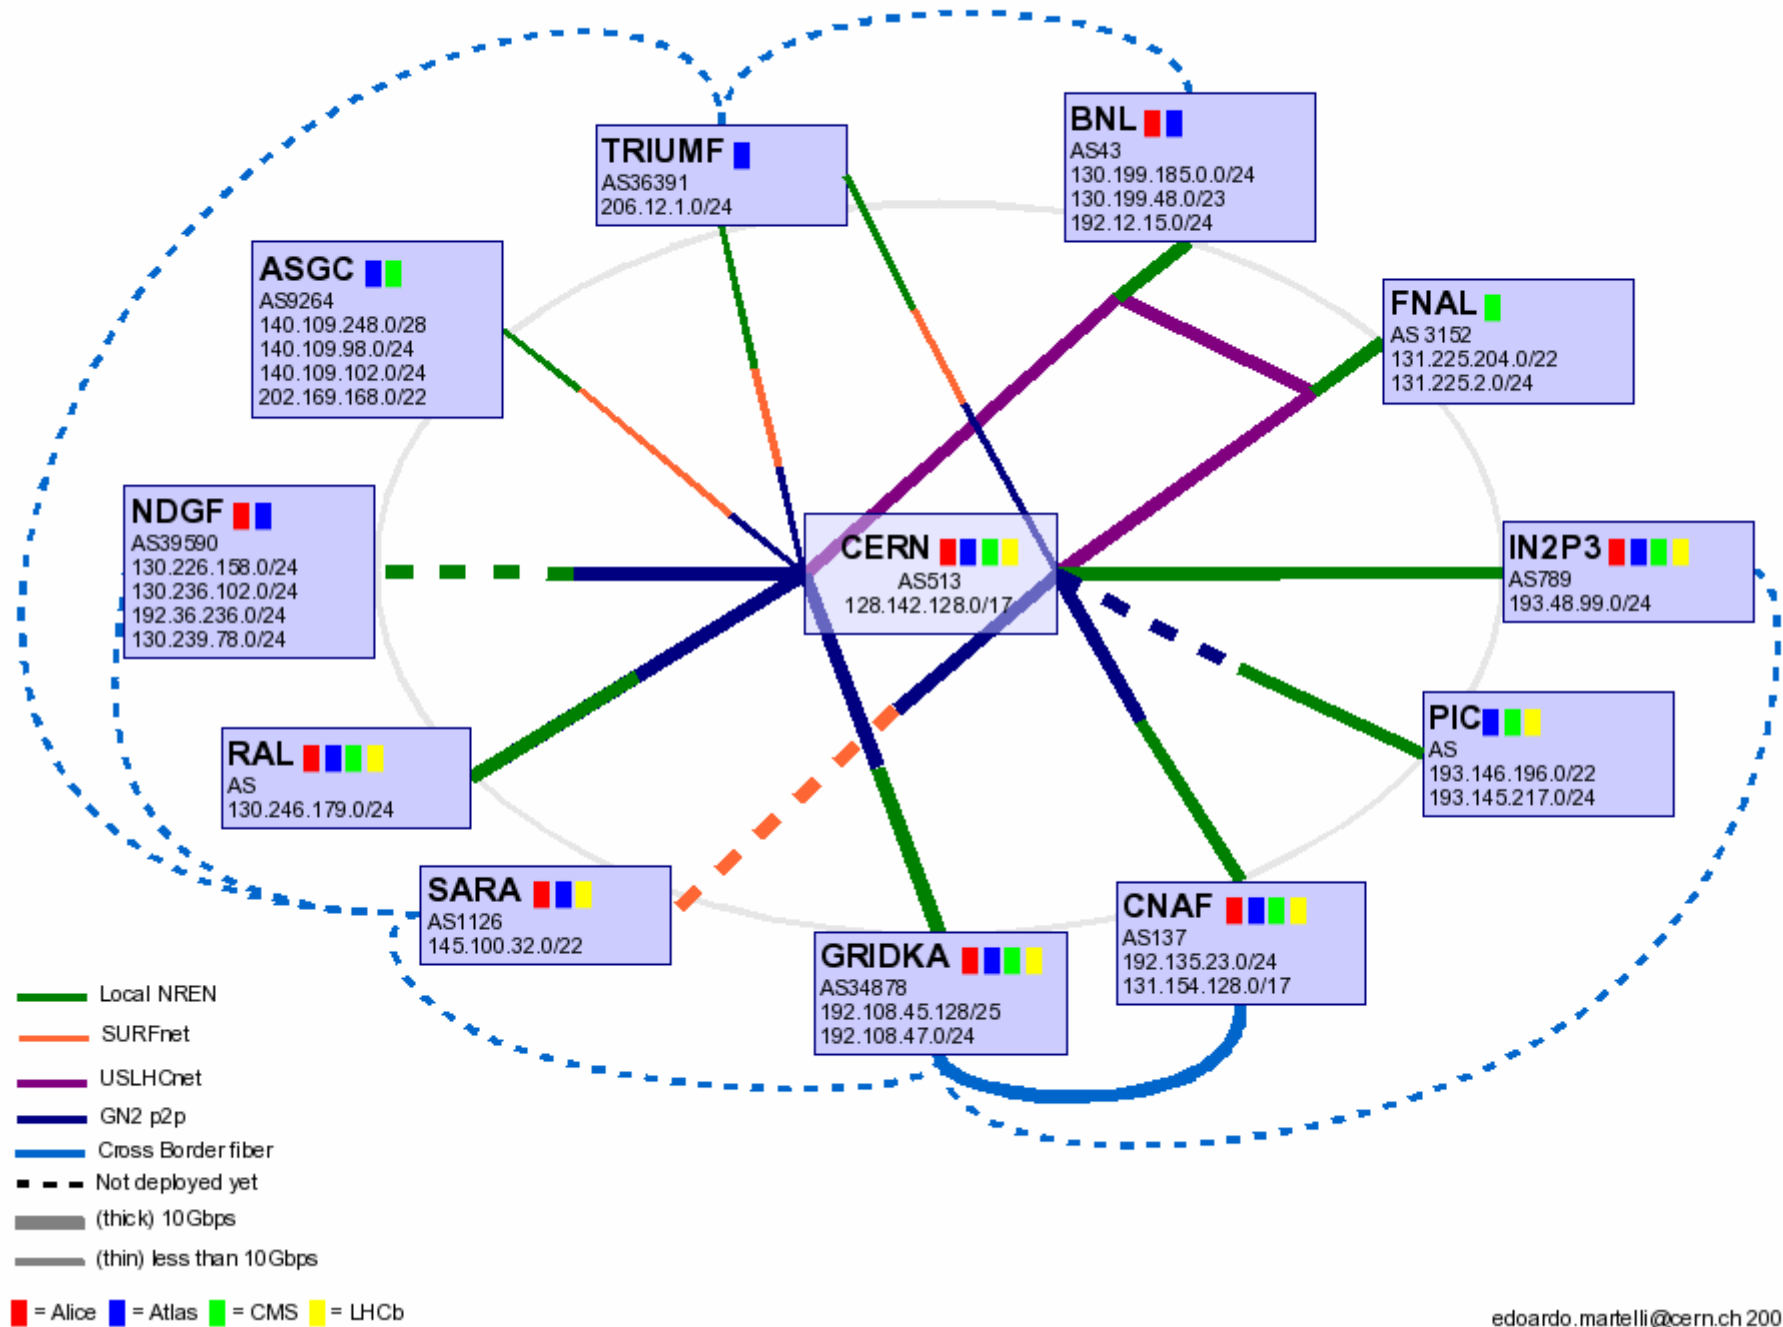 TRIUMF
AS36391
206.12.1.0/24
BNL
AS43
130.199.185.0.0/24
130.199.48.0/23
192.12.15.0/24
ASGC
AS9264
140.109.248.0/28
140.109.98.0/24
140.109.102.0/24
202.169.168.0/22
FNAL
AS 3152
131.225.204.0/22
131.225.2.0/24
NDGF
AS39590
130.226.158.0/24
130.236.102.0/24
192.36.236.0/24
130.239.78.0/24
CERN
AS513
128.142.128.0/17
IN2P3
AS789
193.48.99.0/24
RAL
AS
130.246.179.0/24
PIC
AS
193.146.196.0/22
193.145.217.0/24
SARA
AS1126
145.100.32.0/22
GRIDKA
AS34878
192.108.45.128/25
192.108.47.0/24
CNAF
AS137
192.135.23.0/24
131.154.128.0/17
Local NREN
SURFnet
USLHCnet
GN2 p2p
Cross Border fiber
Not deployed yet
(thick) 10Gbps
(thin) less than 10Gbps
= Alice = Atlas = CMS = LHCb
edoardo.martelli@cern.ch 200